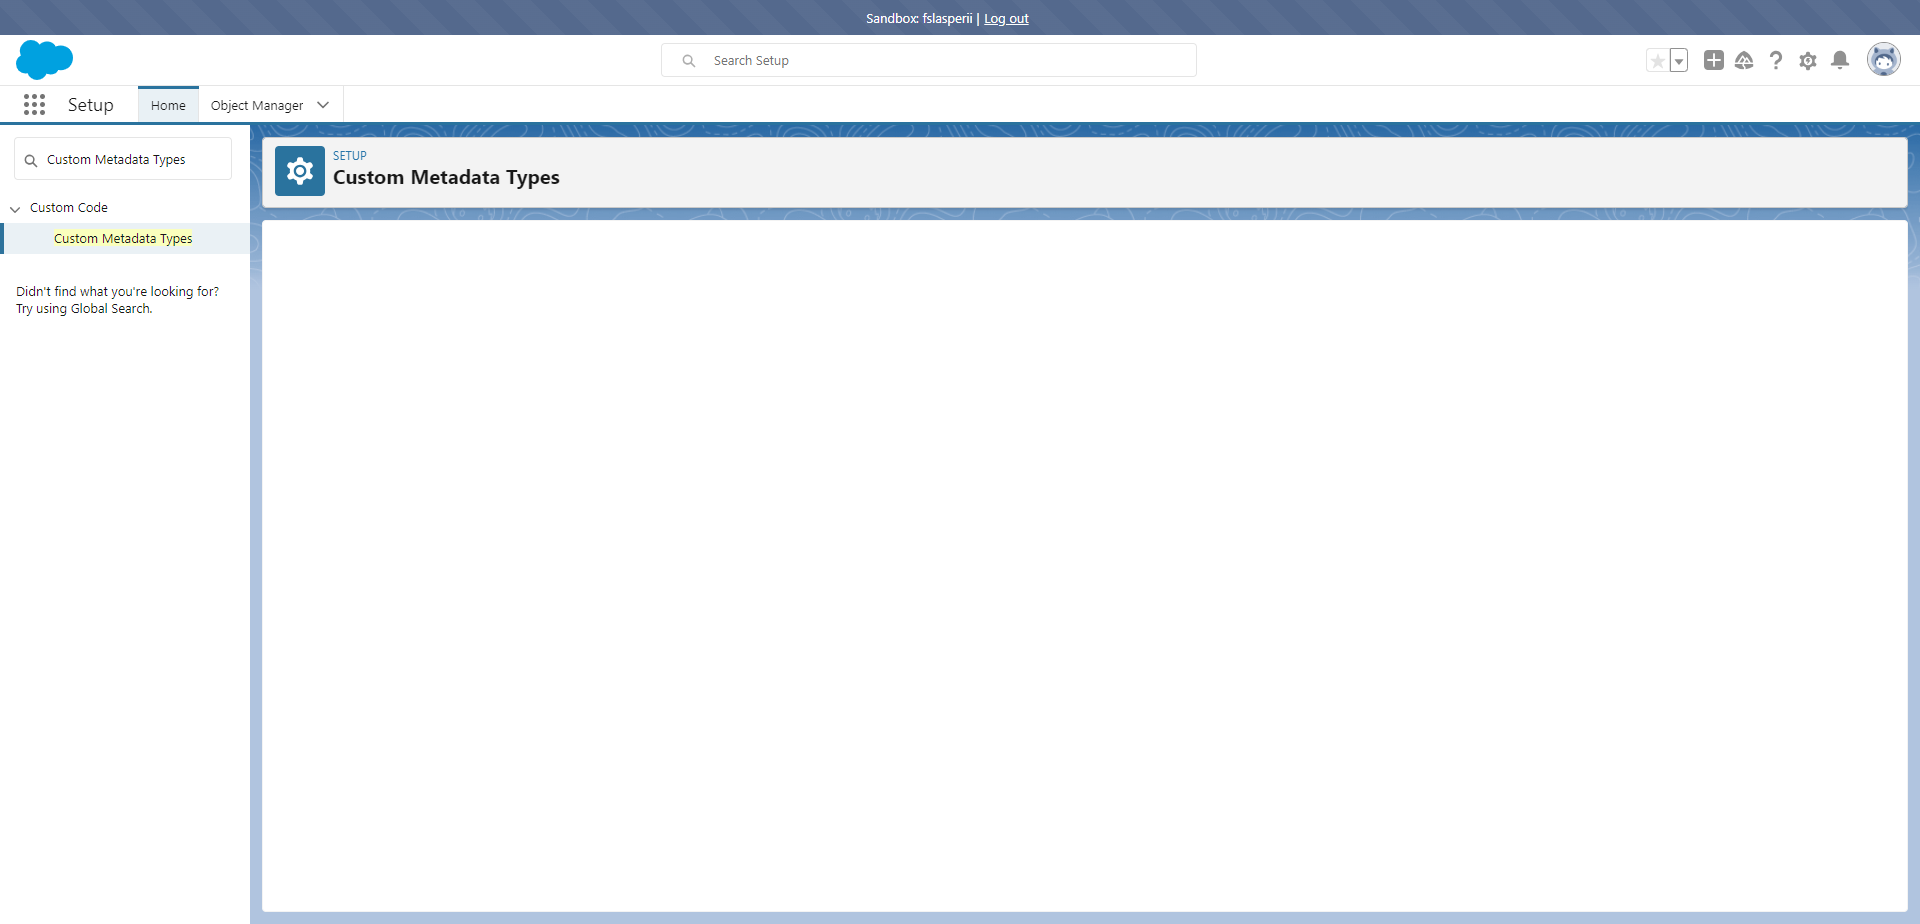 Sandbox: fslasperii | Log out
Search Setup
Setup
Home
Object Manager
Custom Metadata Types
Custom Code
Custom Metadata Types
Didn't find what you're looking for?
Try using Global Search.
SETUP
Custom Metadata Types